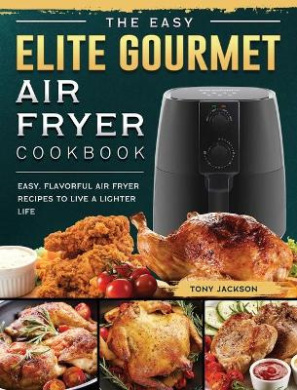 THE EASY
ELITE GOURMET
AIR
FRYER
COOKBOOK
EASY, FLAVORFUL AIR FRYER
RECIPES TO LIVE A LIGHTER
LIFE
TONY JACKSON